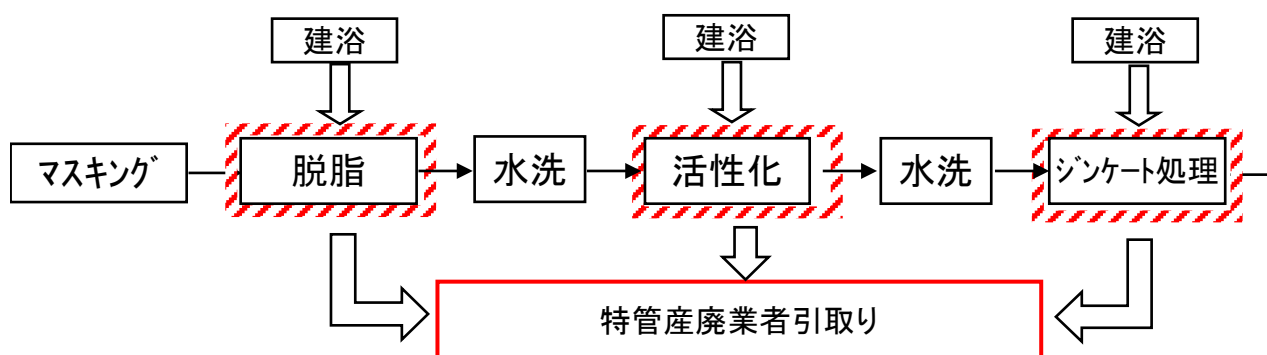 建浴
建浴
建浴
マスキング
脱脂
水洗
活性化
水洗
ジンケート処理
特管産廃業者引取り